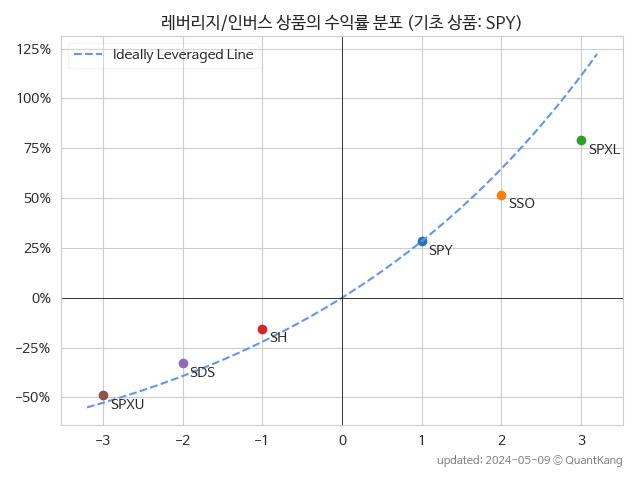 레버리지/인버스 상품의 수익률 분포 (기초 상품: SPY)
Ideally Leveraged Line
125%
100%
75%
50%
25%
0%
−25%
−50%
SPXL
SSO
SPY
SH
SDS
SPXU
−3 −2 −1 0 1 2 3
updated: 2024-05-09 © QuantKang